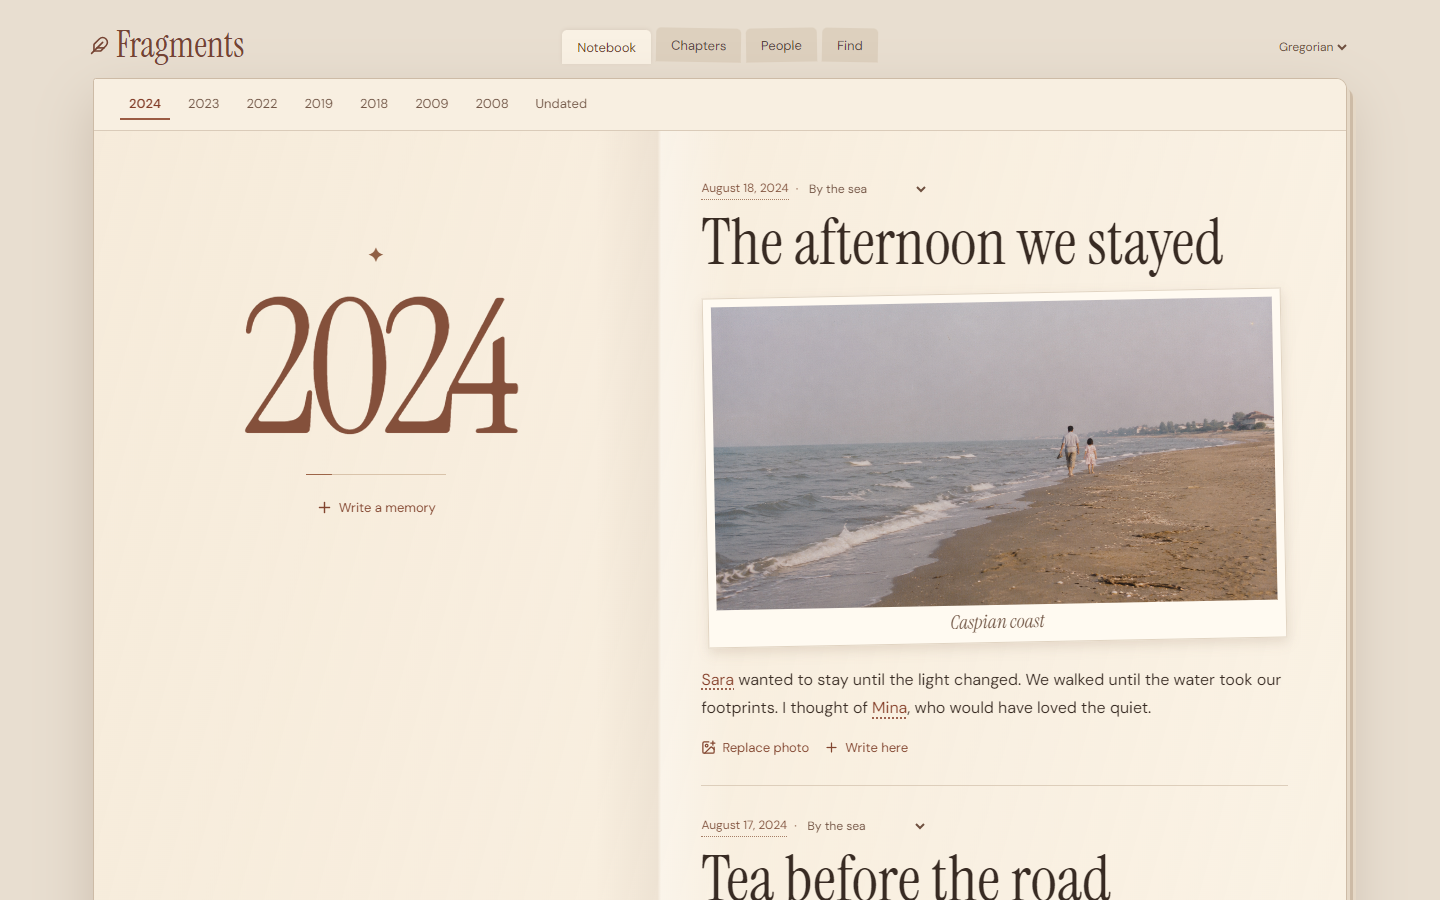 Fragments
Notebook
Chapters
People
Find
Gregorian
2024
2023
2022
2019
2018
2009
2008
Undated
2024
Write a memory
August 18, 2024 · By the sea
The afternoon we stayed
Caspian coast
Sara wanted to stay until the light changed. We walked until the water took our
footprints. I thought of Mina, who would have loved the quiet.
Replace photo
Write here
August 17, 2024 · By the sea
Tea before the road